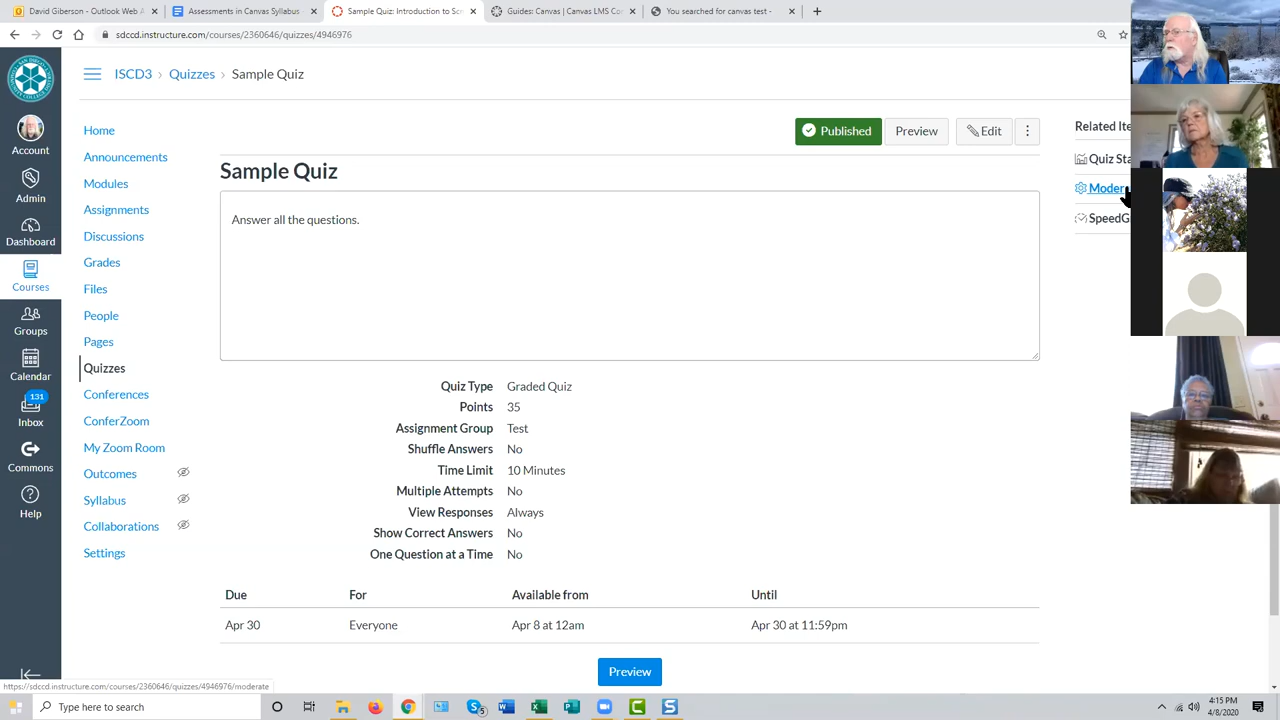 David Giberson - Outlook Web A
Assessments in Canvas Syllabus
Sample Quiz: Introduction to Sc
Guides: Canvas | Canvas LMS Co
You searched for canvas test -
sdccd.instructure.com/courses/2360646/quizzes/4946976
ISCD3 › Quizzes › Sample Quiz
Account
Admin
Dashboard
Courses
Groups
Calendar
131
Inbox
Commons
Help
Home
Announcements
Modules
Assignments
Discussions
Grades
Files
People
Pages
Quizzes
Conferences
ConferZoom
My Zoom Room
Outcomes
Syllabus
Collaborations
Settings
Published
Preview
Edit
Related Ite
Quiz Sta
Moder
SpeedG
Sample Quiz
Answer all the questions.
Quiz Type Graded Quiz
Points 35
Assignment Group Test
Shuffle Answers No
Time Limit 10 Minutes
Multiple Attempts No
View Responses Always
Show Correct Answers No
One Question at a Time No
Due For Available from Until
Apr 30 Everyone Apr 8 at 12am Apr 30 at 11:59pm
Preview
https://sdccd.instructure.com/courses/2360646/quizzes/4946976/moderate
Type here to search
5
4:15 PM
4/8/2020